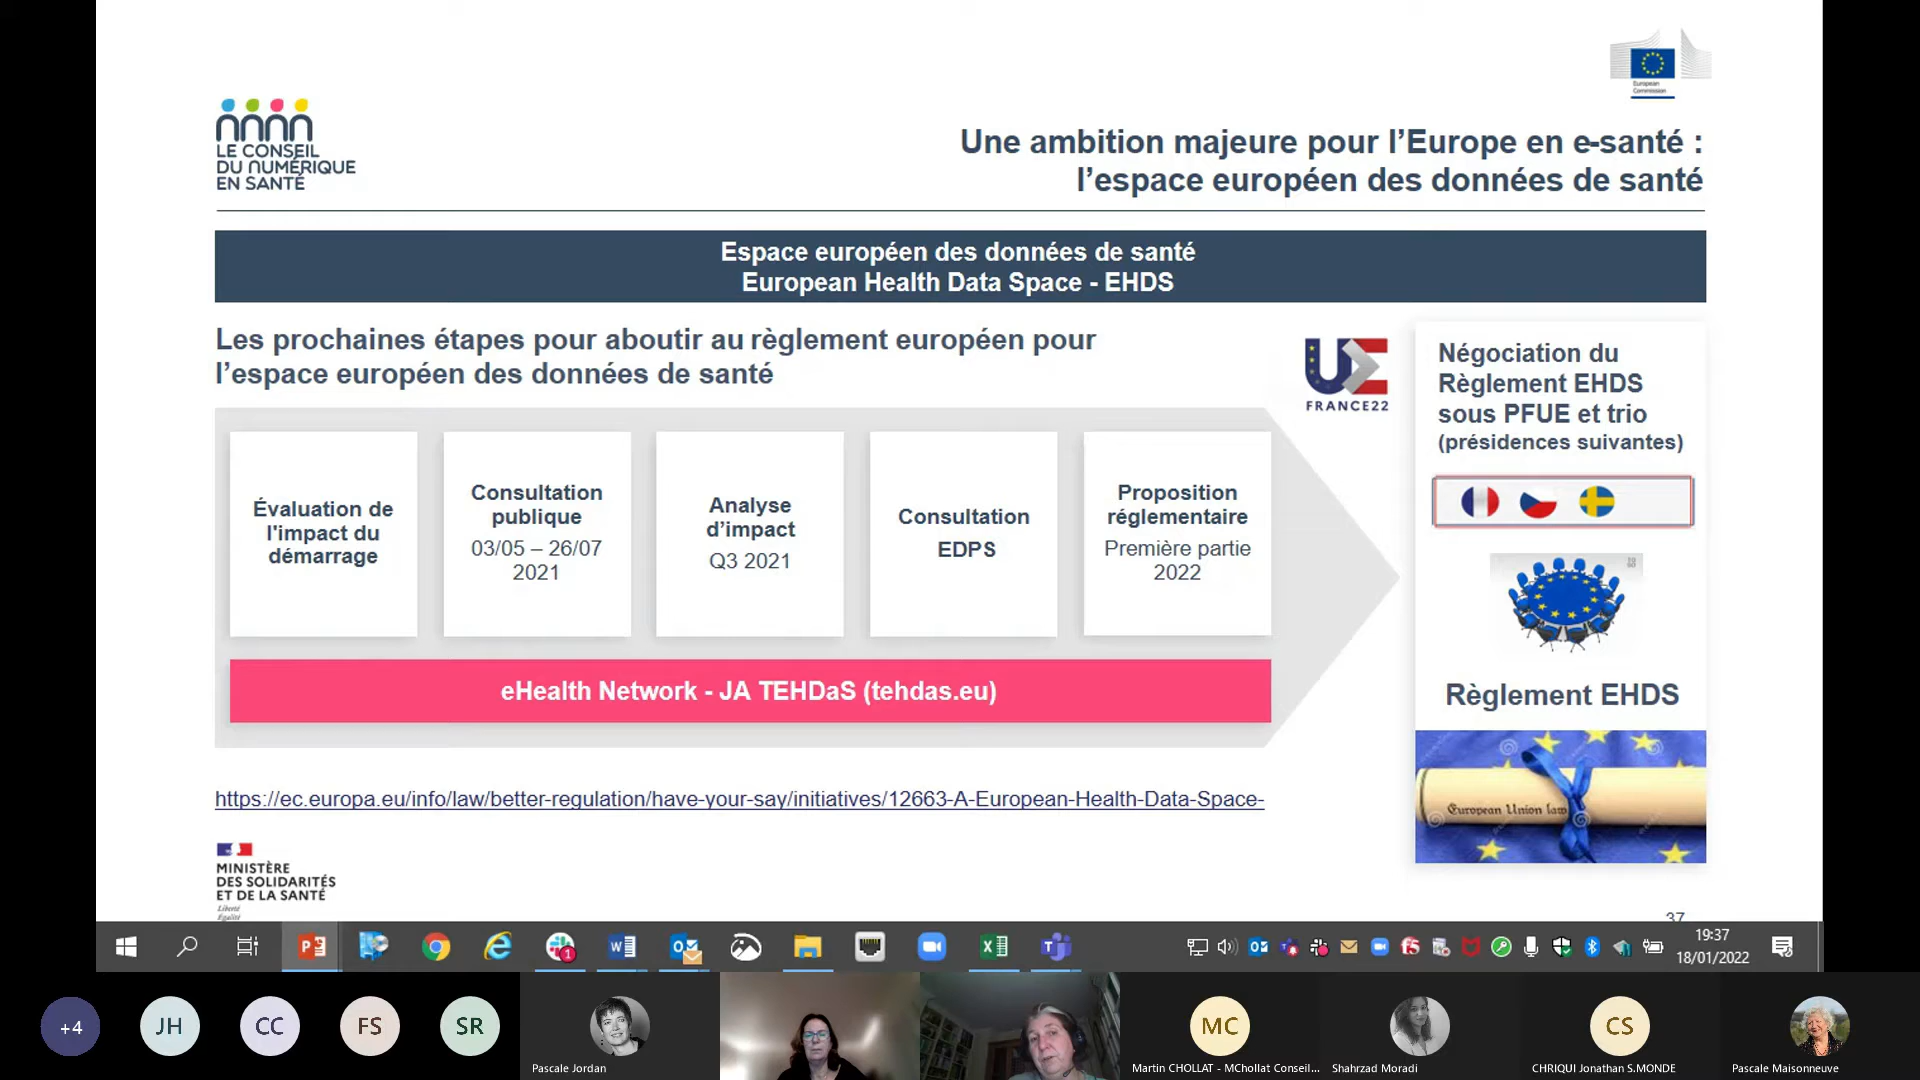 European
Commission
LE CONSEIL
DU NUMÉRIQUE
EN SANTÉ
Une ambition majeure pour l’Europe en e-santé :
l’espace européen des données de santé
Espace européen des données de santé
European Health Data Space - EHDS
Les prochaines étapes pour aboutir au règlement européen pour
l’espace européen des données de santé
UE
FRANCE22
Évaluation de
l'impact du
démarrage
Consultation
publique
03/05 – 26/07
2021
Analyse
d’impact
Q3 2021
Consultation
EDPS
Proposition
réglementaire
Première partie
2022
eHealth Network - JA TEHDaS (tehdas.eu)
Négociation du
Règlement EHDS
sous PFUE et trio
(présidences suivantes)
Règlement EHDS
European Union law
https://ec.europa.eu/info/law/better-regulation/have-your-say/initiatives/12663-A-European-Health-Data-Space-
MINISTÈRE
DES SOLIDARITÉS
ET DE LA SANTÉ
Liberté
Égalité
37
19:37
18/01/2022
+4
JH
CC
FS
SR
Pascale Jordan
MC
Martin CHOLLAT - MChollat Conseil...
Shahrzad Moradi
CS
CHRIQUI Jonathan S.MONDE
Pascale Maisonneuve